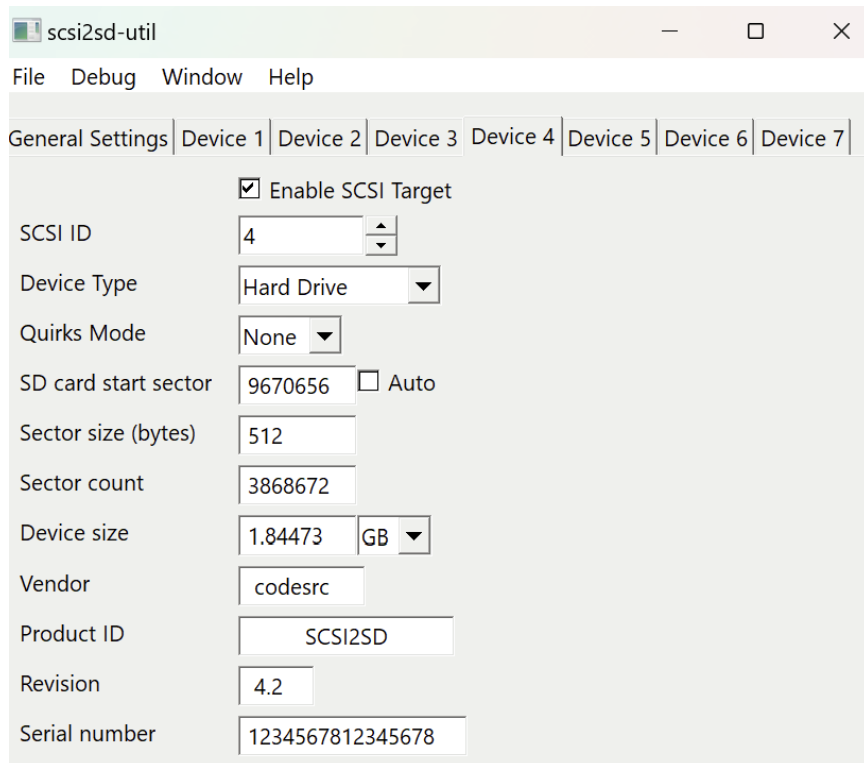 scsi2sd-util
File Debug Window Help
General Settings Device 1 Device 2 Device 3 Device 4 Device 5 Device 6 Device 7
Enable SCSI Target
SCSI ID 4
Device Type Hard Drive
Quirks Mode None
SD card start sector 9670656 Auto
Sector size (bytes) 512
Sector count 3868672
Device size 1.84473 GB
Vendor codesrc
Product ID SCSI2SD
Revision 4.2
Serial number 1234567812345678